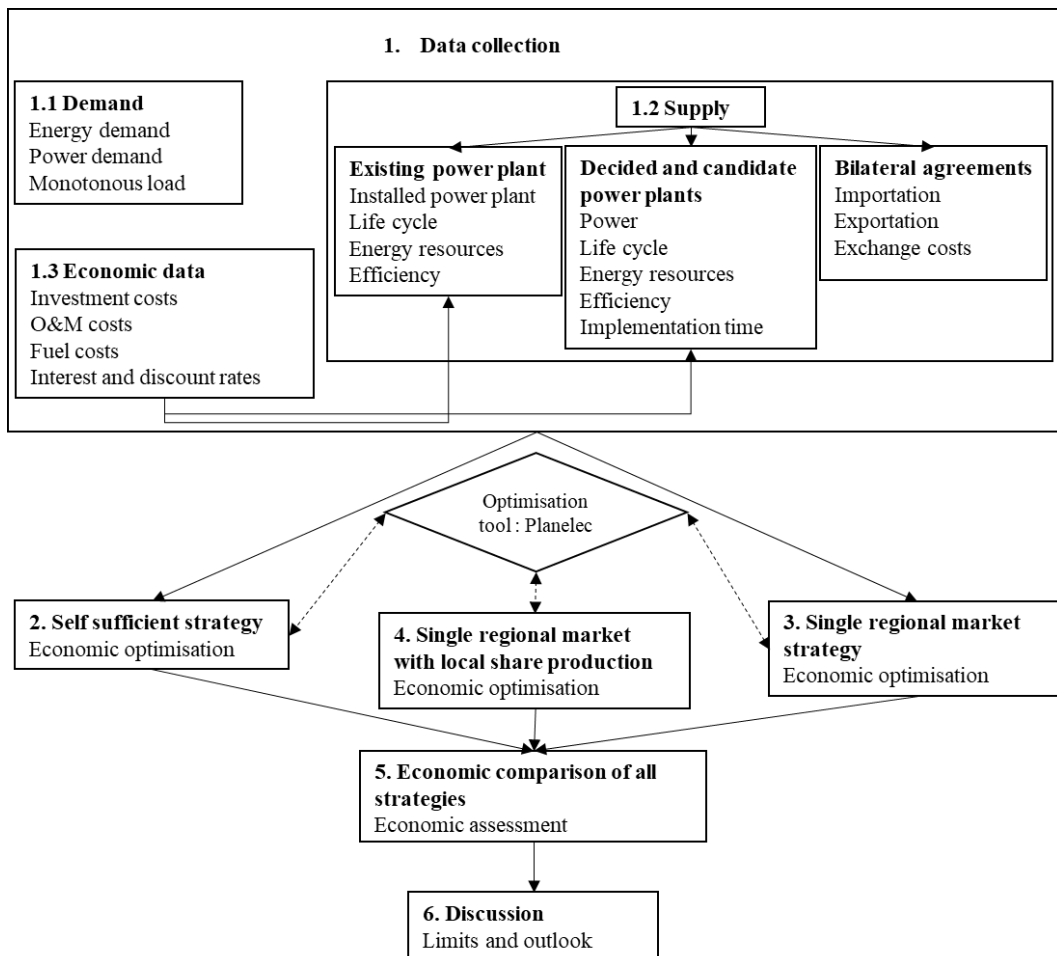 1. Data collection
1.1 Demand
Energy demand
Power demand
Monotonous load
1.2 Supply
Existing power plant
Installed power plant
Life cycle
Energy resources
Efficiency
Decided and candidate
power plants
Power
Life cycle
Energy resources
Efficiency
Implementation time
Bilateral agreements
Importation
Exportation
Exchange costs
1.3 Economic data
Investment costs
O&M costs
Fuel costs
Interest and discount rates
Optimisation
tool : Planelec
2. Self sufficient strategy
Economic optimisation
4. Single regional market
with local share production
Economic optimisation
3. Single regional market
strategy
Economic optimisation
5. Economic comparison of all
strategies
Economic assessment
6. Discussion
Limits and outlook